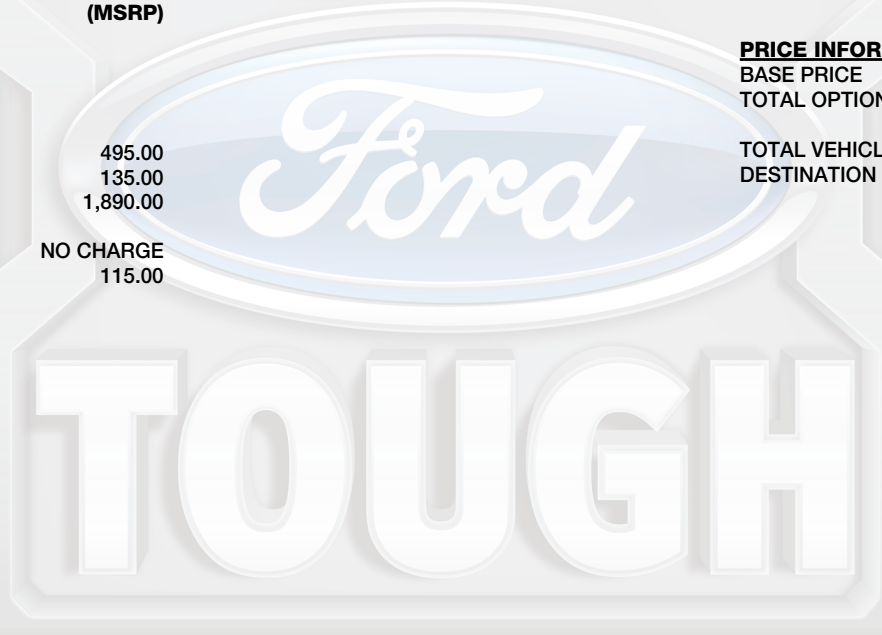 (MSRP)
495.00
135.00
1,890.00
NO CHARGE
115.00
PRICE INFOR
BASE PRICE
TOTAL OPTION
TOTAL VEHICL
DESTINATION
Ford
TOUGH